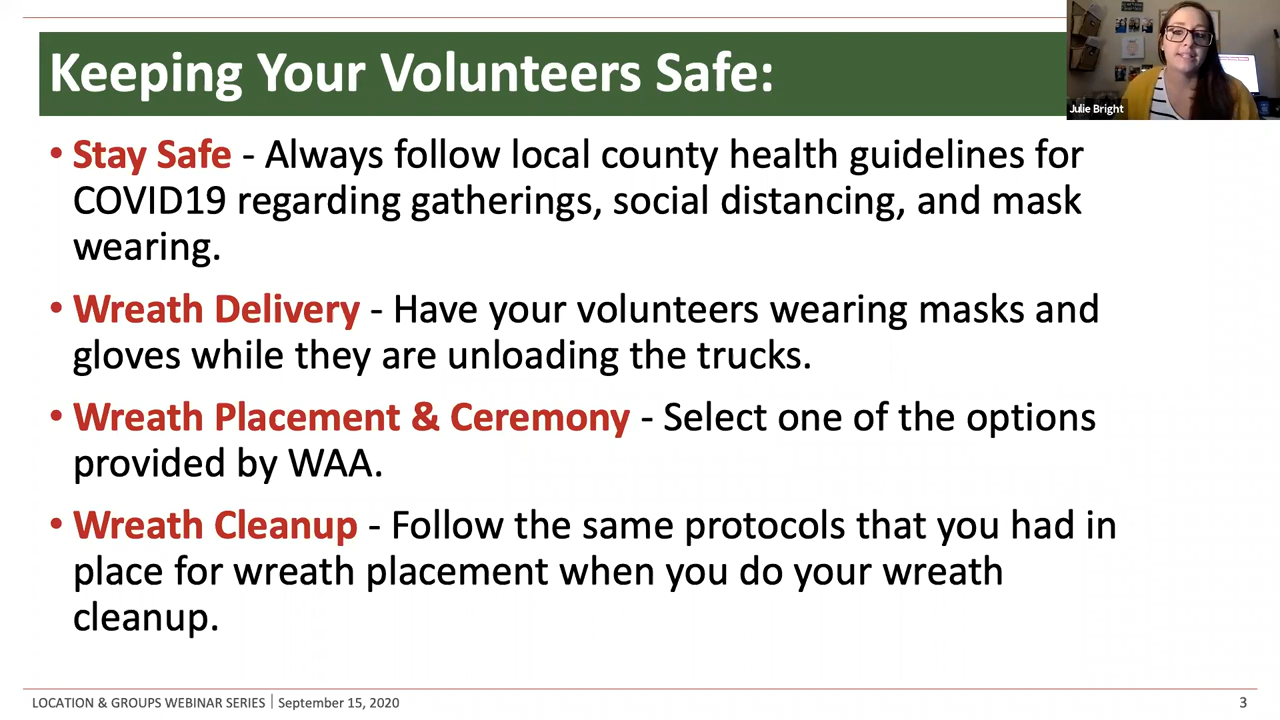 Keeping Your Volunteers Safe:
Julie Bright
• Stay Safe - Always follow local county health guidelines for
COVID19 regarding gatherings, social distancing, and mask
wearing.
• Wreath Delivery - Have your volunteers wearing masks and
gloves while they are unloading the trucks.
• Wreath Placement & Ceremony - Select one of the options
provided by WAA.
• Wreath Cleanup - Follow the same protocols that you had in
place for wreath placement when you do your wreath
cleanup.
LOCATION & GROUPS WEBINAR SERIES | September 15, 2020
3